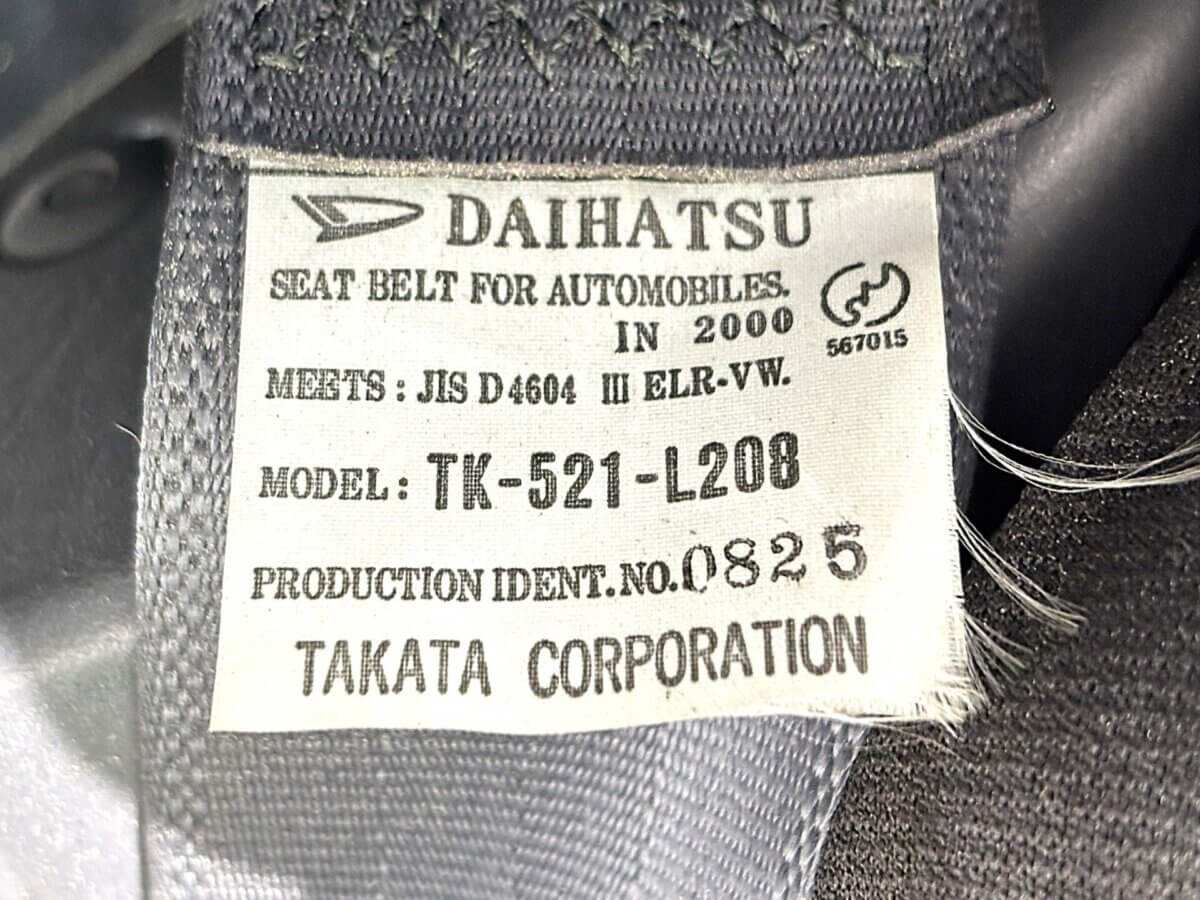 DAIHATSU
SEAT BELT FOR AUTOMOBILES.
IN 2000
567015
MEETS : JIS D4604 III ELR-VW.
MODEL : TK-521-L208
PRODUCTION IDENT.NO.0825
TAKATA CORPORATION